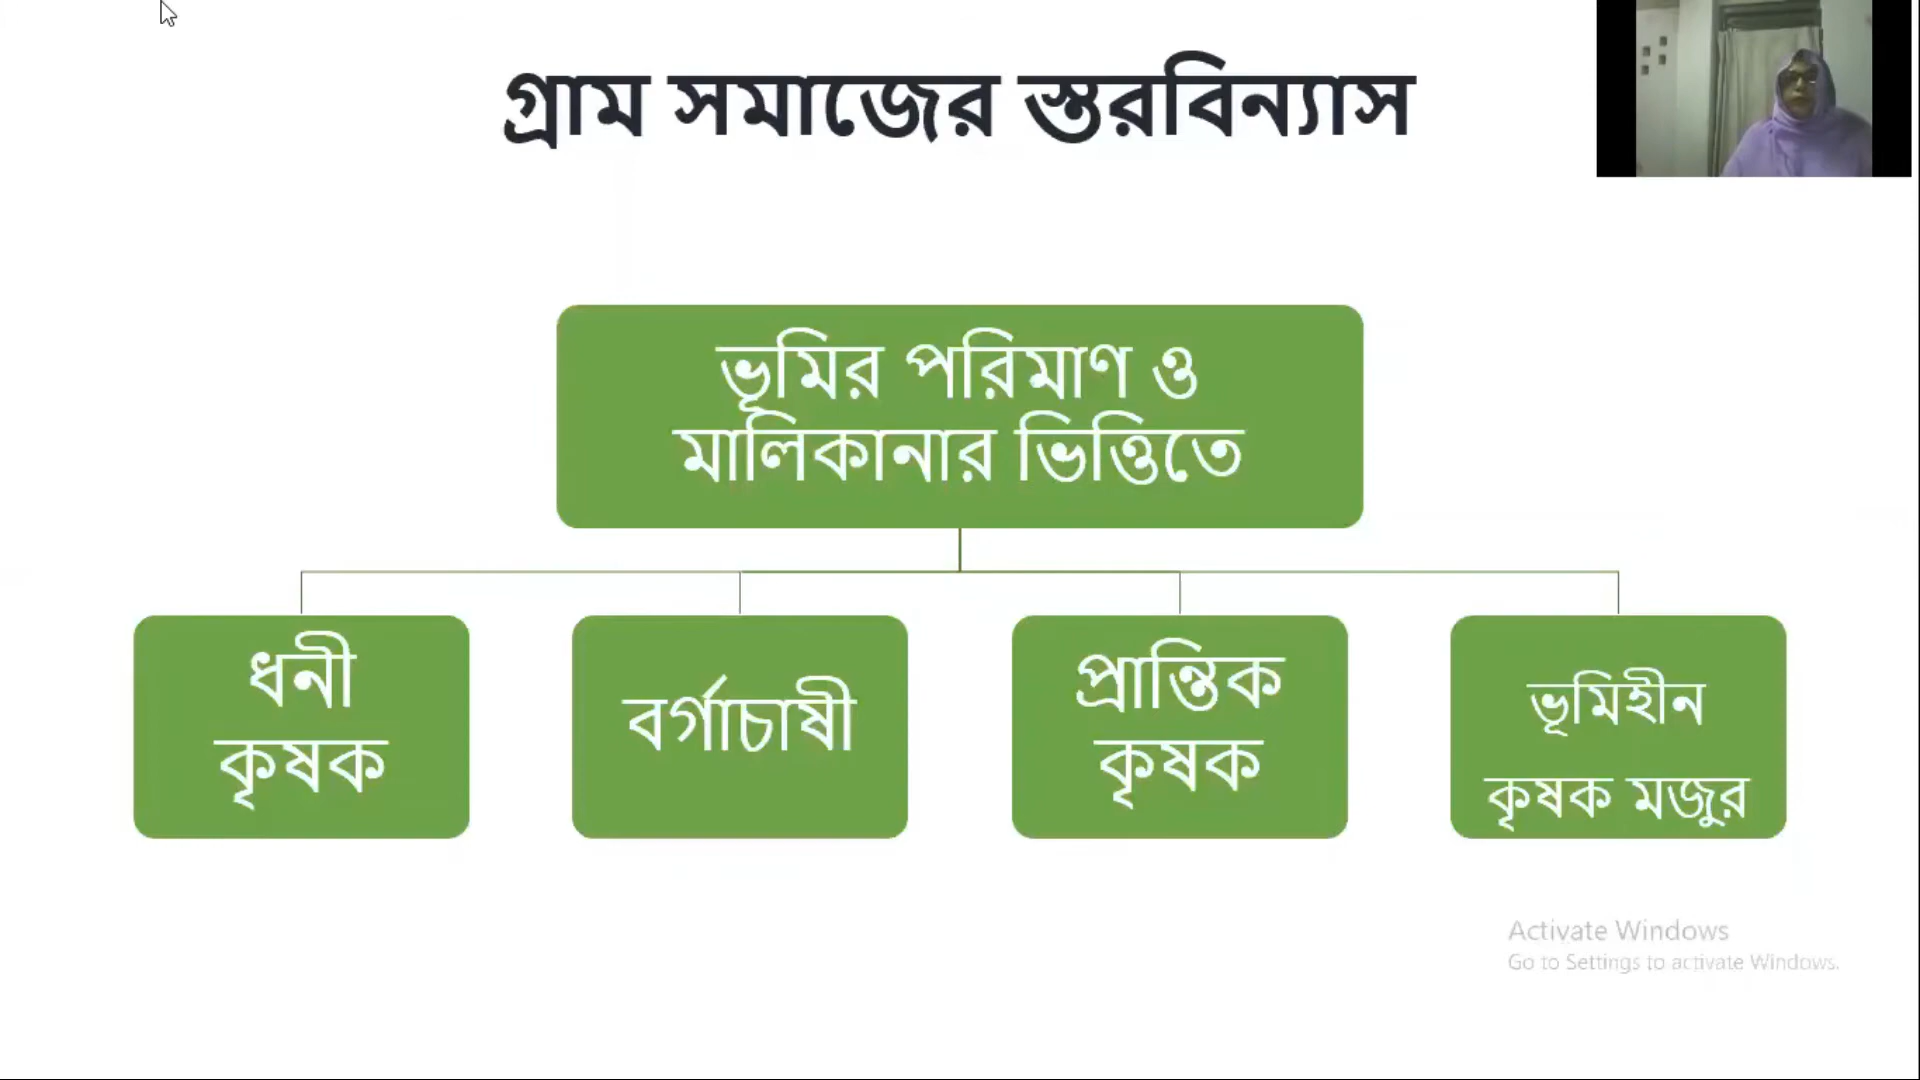 গ্রাম সমাজের স্তরবিন্যাস
ভূমির পরিমাণ ও
মালিকানার ভিত্তিতে
ধনী
কৃষক
বর্গাচাষী
প্রান্তিক
কৃষক
ভূমিহীন
কৃষক মজুর
Activate Windows
Go to Settings to activate Windows.